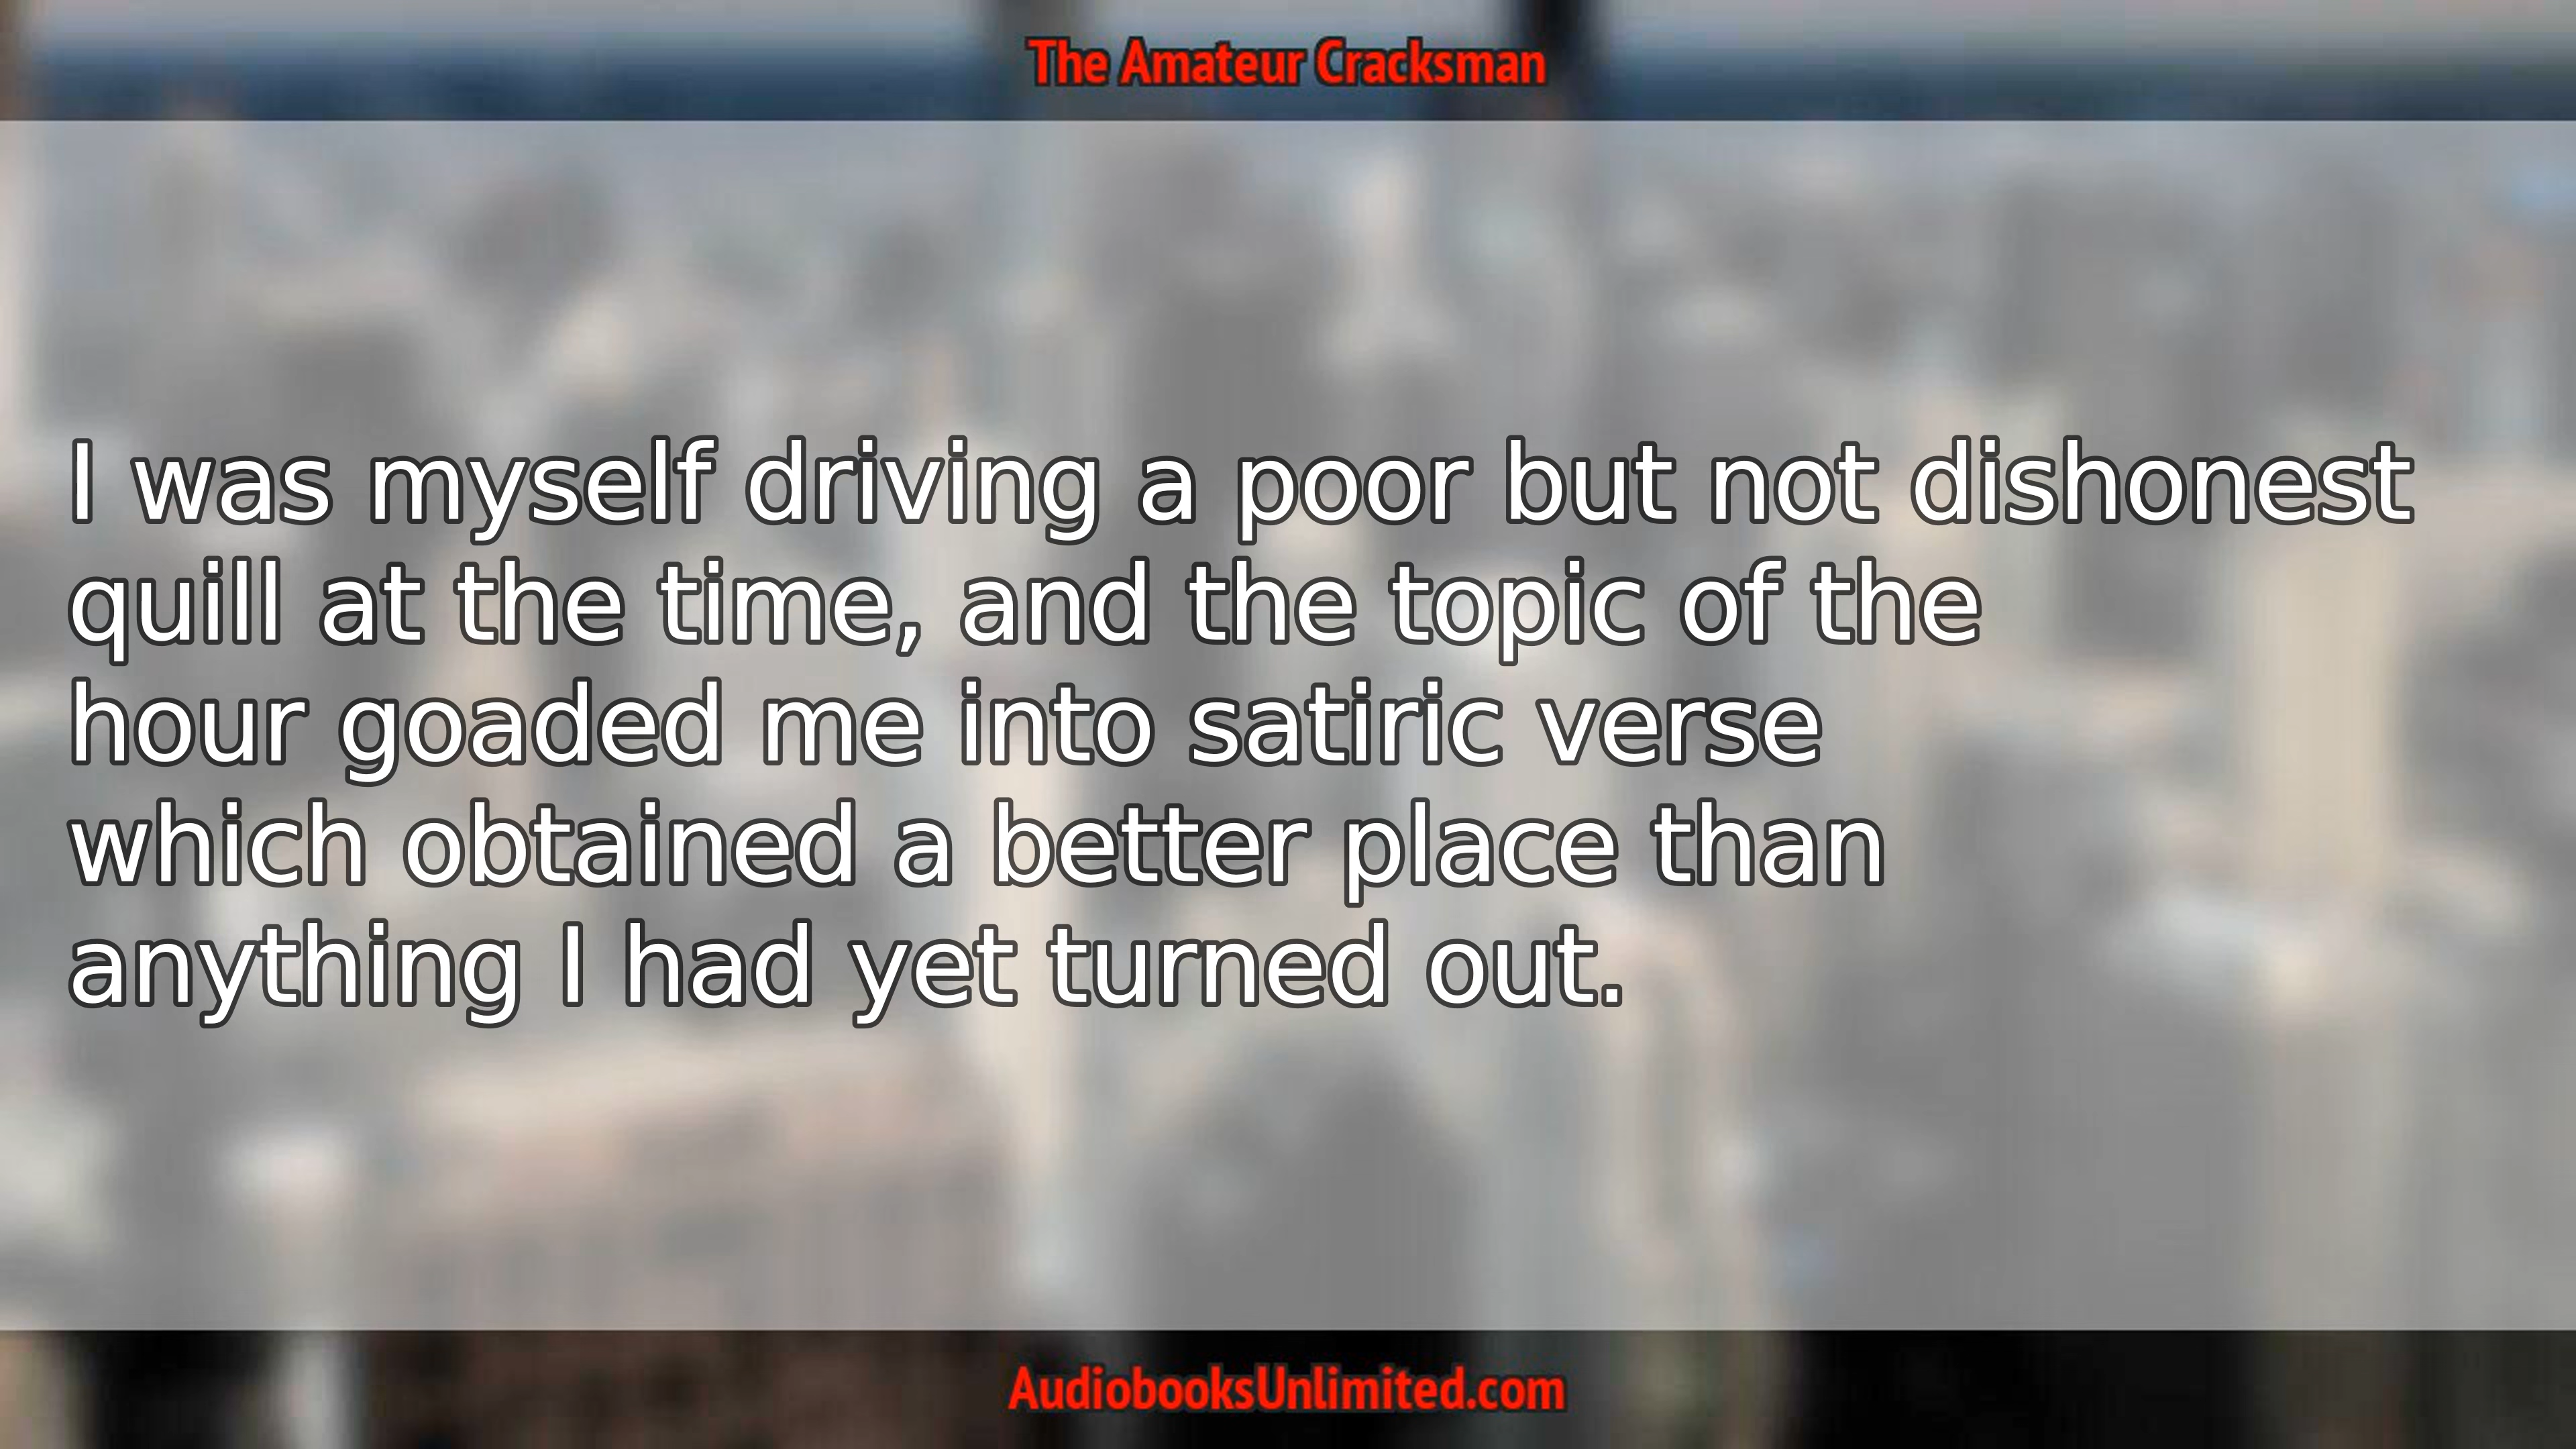 The Amateur Cracksman
I was myself driving a poor but not dishonest
quill at the time, and the topic of the
hour goaded me into satiric verse
which obtained a better place than
anything I had yet turned out.
AudiobooksUnlimited.com